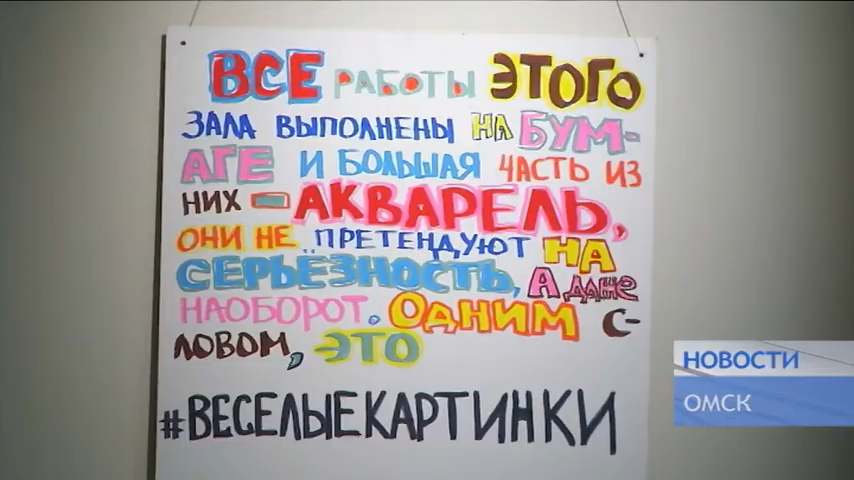 ВСЕ РАБОТЫ ЭТОГО
ЗАЛА ВЫПОЛНЕНЫ НА БУМ-
АГЕ И БОЛЬШАЯ ЧАСТЬ ИЗ
НИХ - АКВАРЕЛЬ,
ОНИ НЕ ПРЕТЕНДУЮТ НА
СЕРЬЁЗНОСТЬ, А ДАЖЕ
НАОБОРОТ. ОДНИМ С-
ЛОВОМ, ЭТО
#ВЕСЕЛЫЕКАРТИНКИ
НОВОСТИ
ОМСК